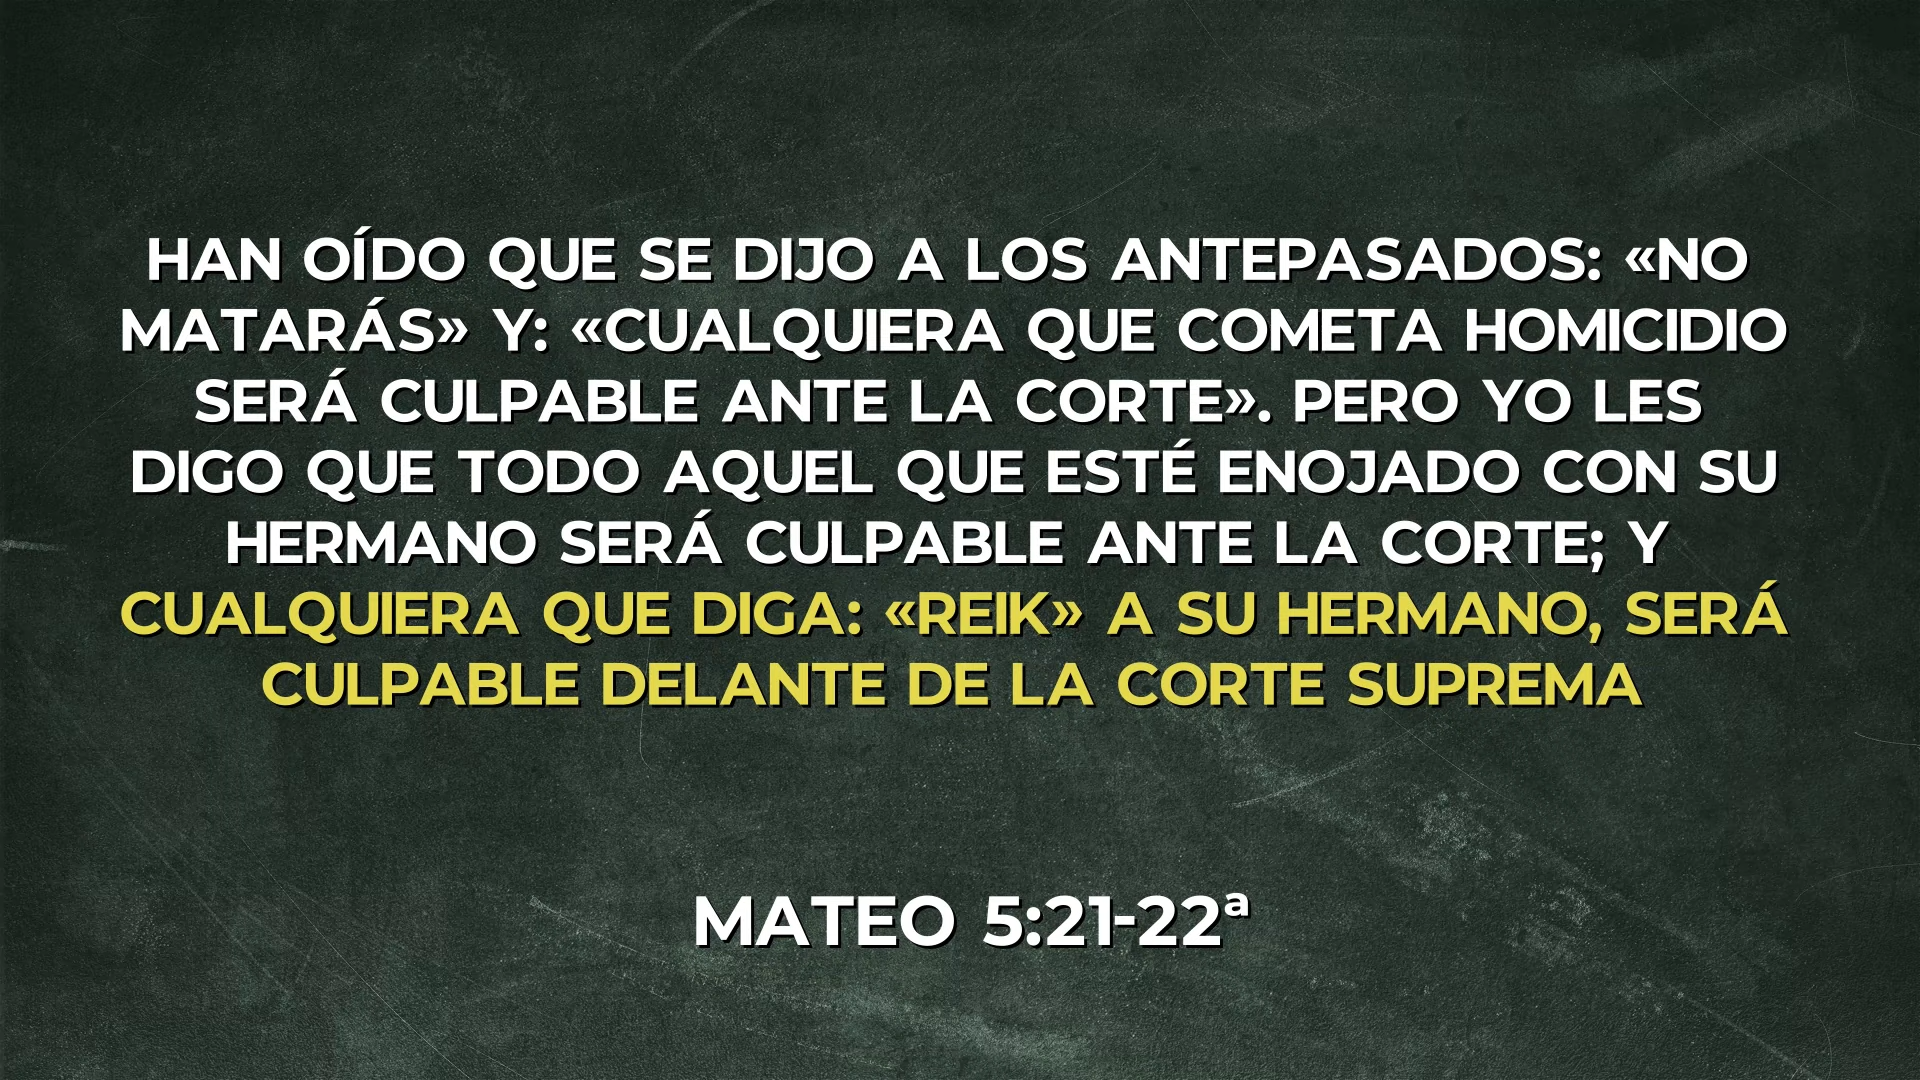 HAN OÍDO QUE SE DIJO A LOS ANTEPASADOS: «NO
MATARÁS» Y: «CUALQUIERA QUE COMETA HOMICIDIO
SERÁ CULPABLE ANTE LA CORTE». PERO YO LES
DIGO QUE TODO AQUEL QUE ESTÉ ENOJADO CON SU
HERMANO SERÁ CULPABLE ANTE LA CORTE; Y
CUALQUIERA QUE DIGA: «REIK» A SU HERMANO, SERÁ
CULPABLE DELANTE DE LA CORTE SUPREMA
MATEO 5:21-22ª